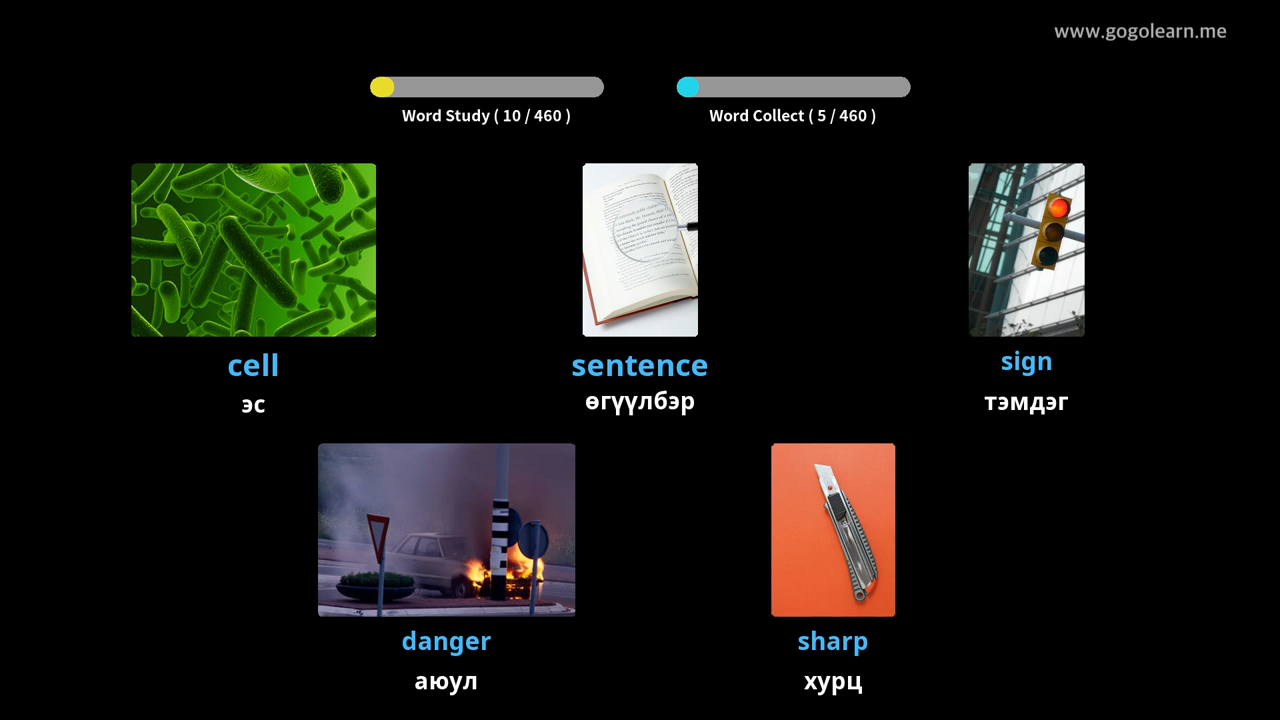 www.gogolearn.me
Word Study ( 10 / 460 )
Word Collect ( 5 / 460 )
cell
sentence
sign
эс
өгүүлбэр
тэмдэг
danger
sharp
аюул
хурц